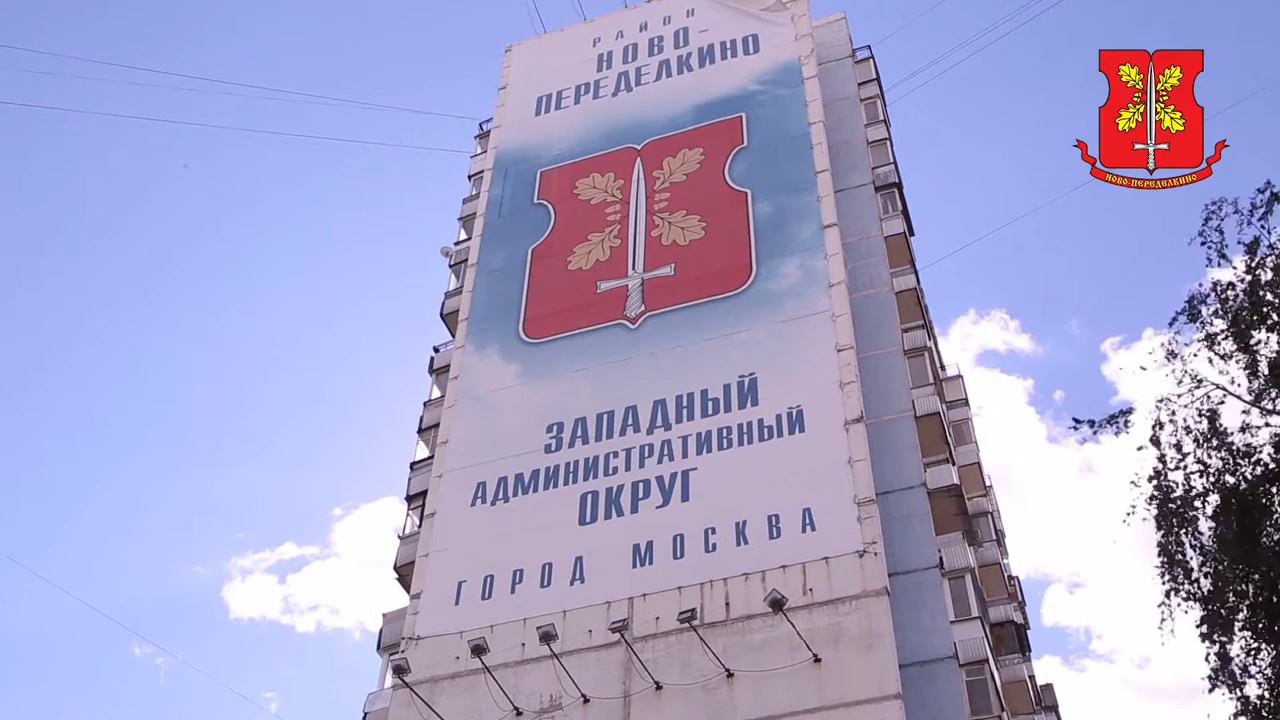 РАЙОН
НОВО-
ПЕРЕДЕЛКИНО
ЗАПАДНЫЙ
АДМИНИСТРАТИВНЫЙ
ОКРУГ
ГОРОД МОСКВА
НОВО-ПЕРЕДЕЛКИНО